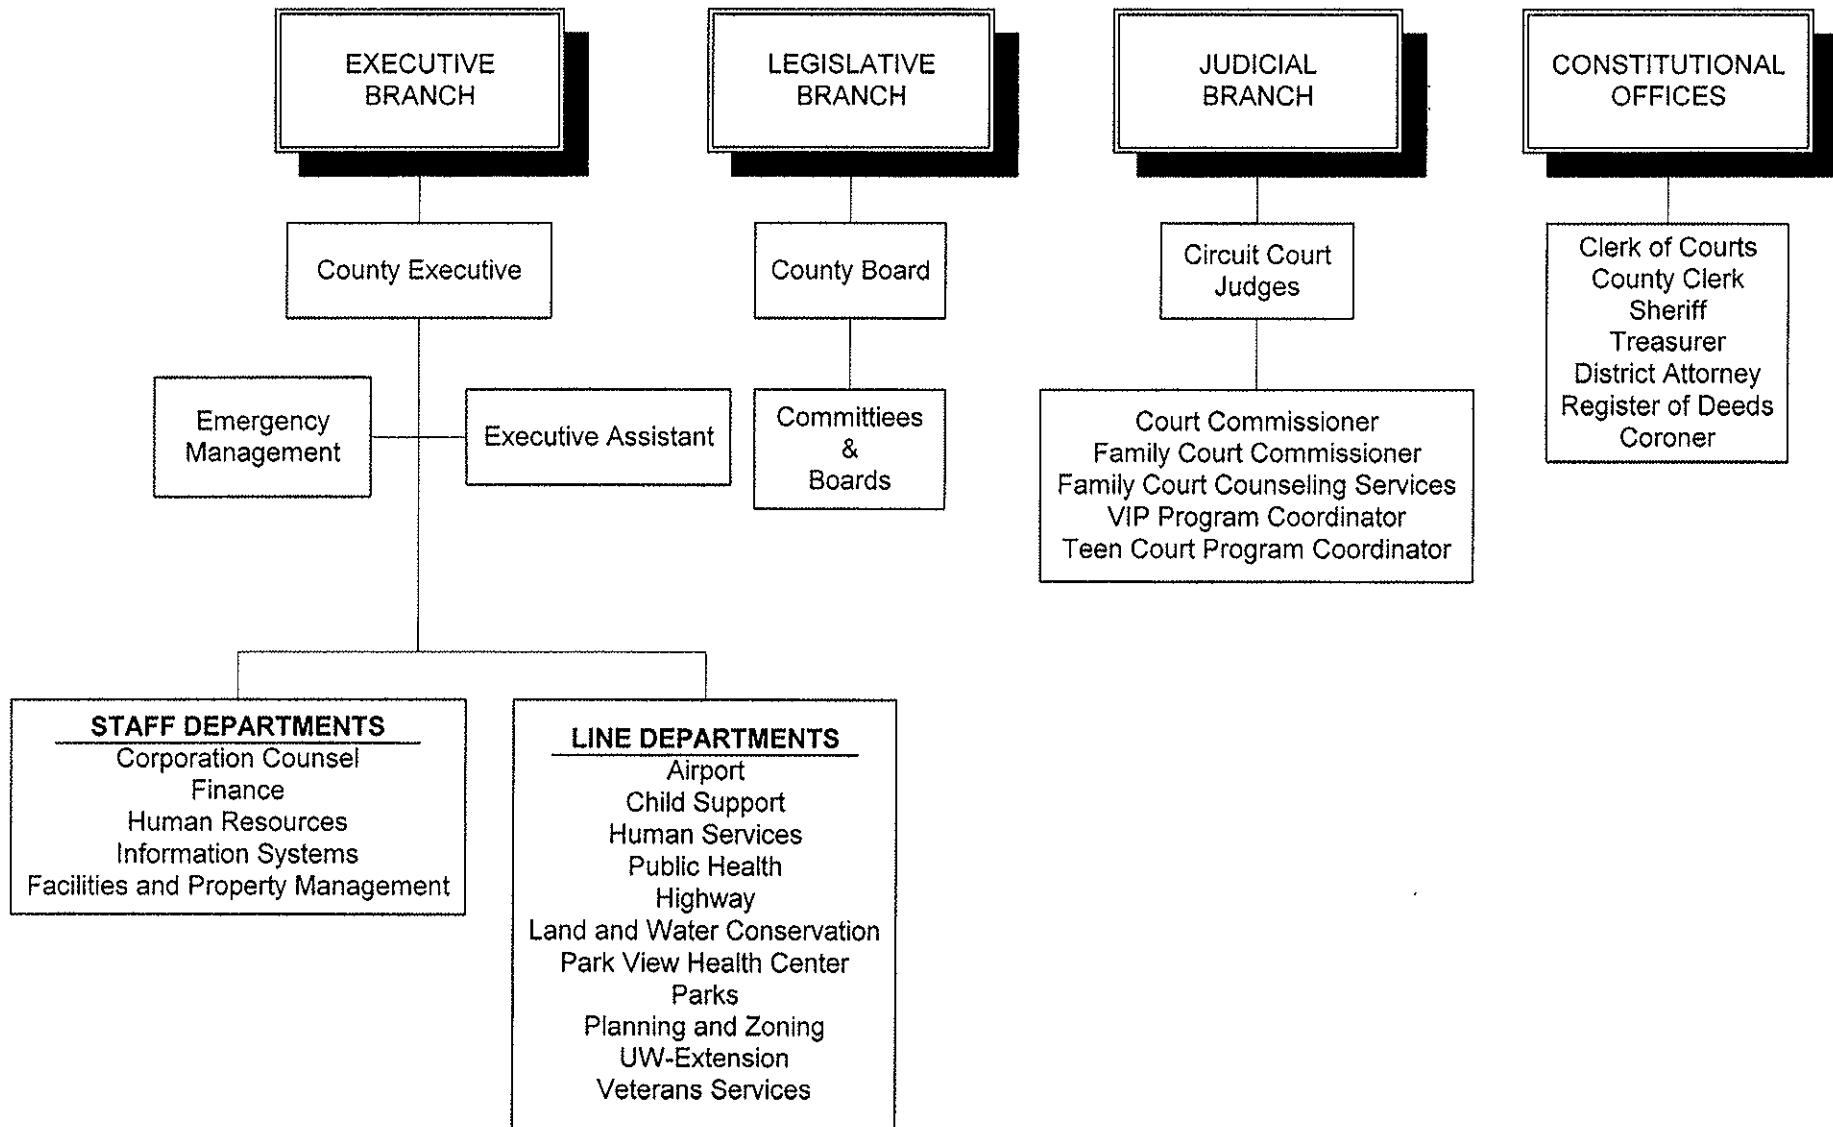 EXECUTIVE
BRANCH
LEGISLATIVE
BRANCH
JUDICIAL
BRANCH
CONSTITUTIONAL
OFFICES
County Executive
County Board
Circuit Court
Judges
Clerk of Courts
County Clerk
Sheriff
Treasurer
District Attorney
Register of Deeds
Coroner
Emergency
Management
Executive Assistant
Committiees
&
Boards
Court Commissioner
Family Court Commissioner
Family Court Counseling Services
VIP Program Coordinator
Teen Court Program Coordinator
STAFF DEPARTMENTS
Corporation Counsel
Finance
Human Resources
Information Systems
Facilities and Property Management
LINE DEPARTMENTS
Airport
Child Support
Human Services
Public Health
Highway
Land and Water Conservation
Park View Health Center
Parks
Planning and Zoning
UW-Extension
Veterans Services